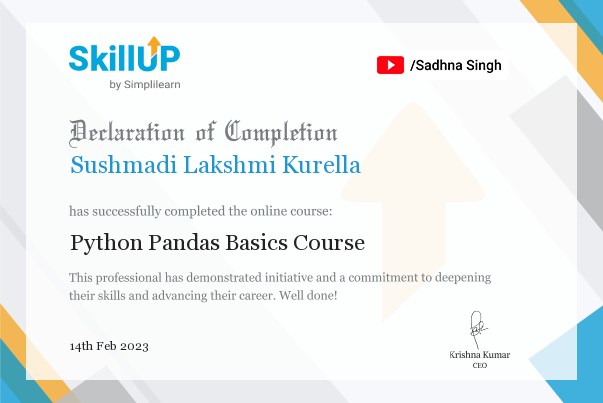 SkillUP
by Simplilearn
/Sadhna Singh
Declaration of Completion
Sushmadi Lakshmi Kurella
has successfully completed the online course:
Python Pandas Basics Course
This professional has demonstrated initiative and a commitment to deepening
their skills and advancing their career. Well done!
14th Feb 2023
Krishna Kumar
CEO